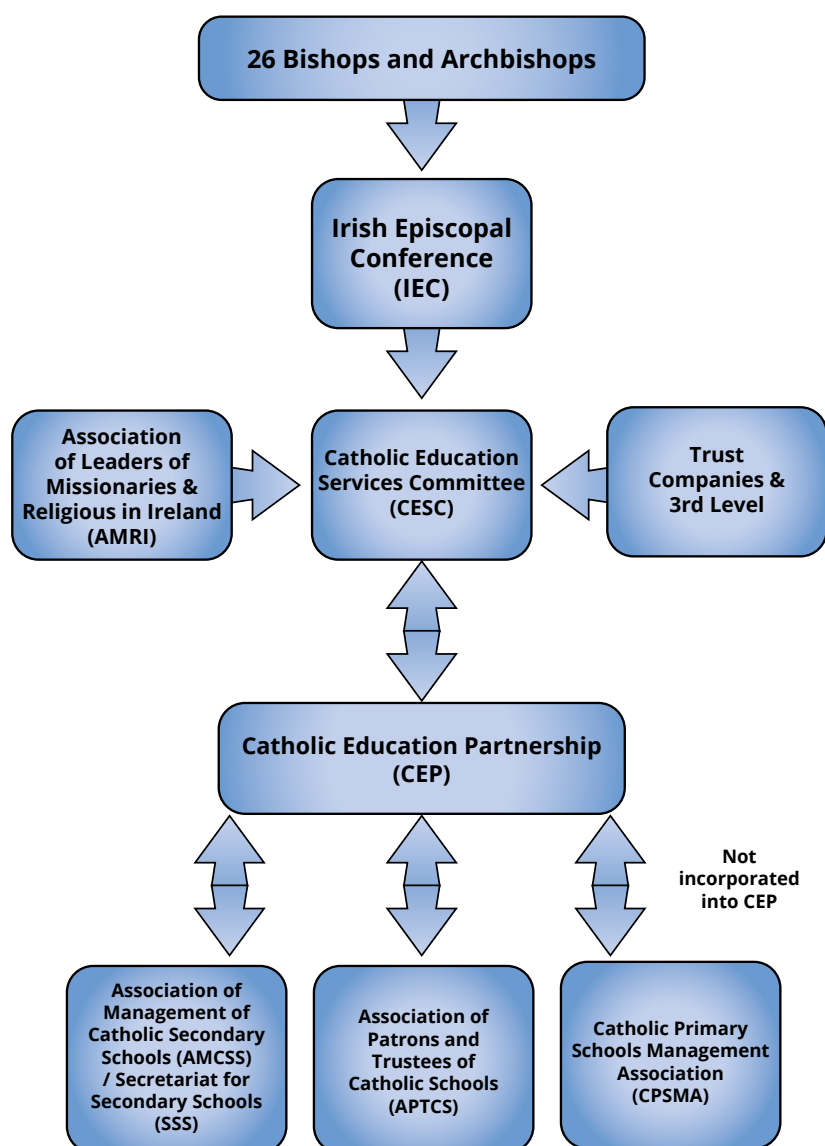 26 Bishops and Archbishops
Irish Episcopal
Conference
(IEC)
Association
of Leaders of
Missionaries &
Religious in Ireland
(AMRI)
Catholic Education
Services Committee
(CESC)
Trust
Companies &
3rd Level
Catholic Education Partnership
(CEP)
Not
incorporated
into CEP
Association of
Management of
Catholic Secondary
Schools (AMCSS)
/ Secretariat for
Secondary Schools
(SSS)
Association of
Patrons and
Trustees of
Catholic Schools
(APTCS)
Catholic Primary
Schools Management
Association
(CPSMA)